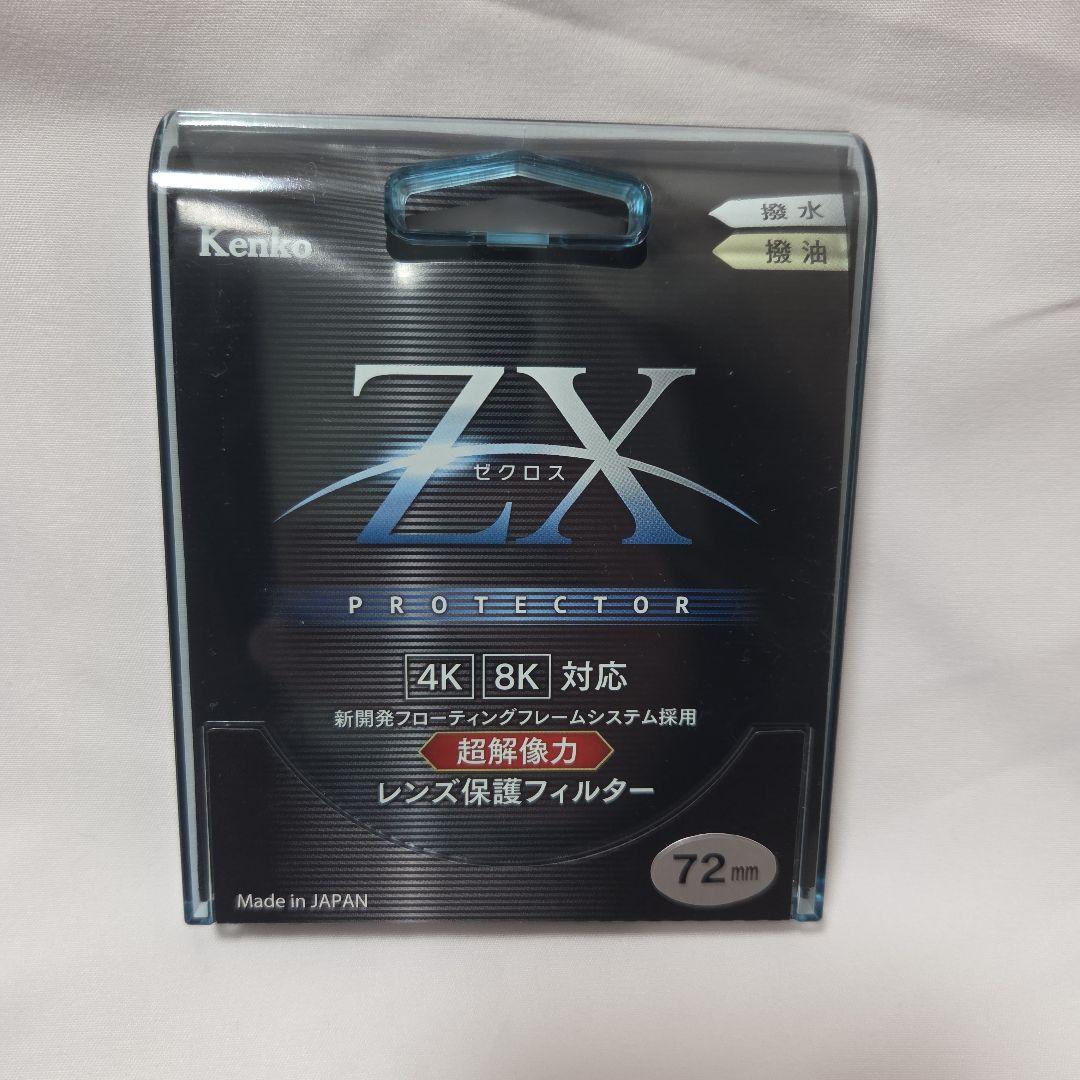 Kenko
撥水
撥油
ZX
ゼクロス
PROTECTOR
4K 8K 対応
新開発フローティングフレームシステム採用
超解像力
レンズ保護フィルター
72mm
Made in JAPAN